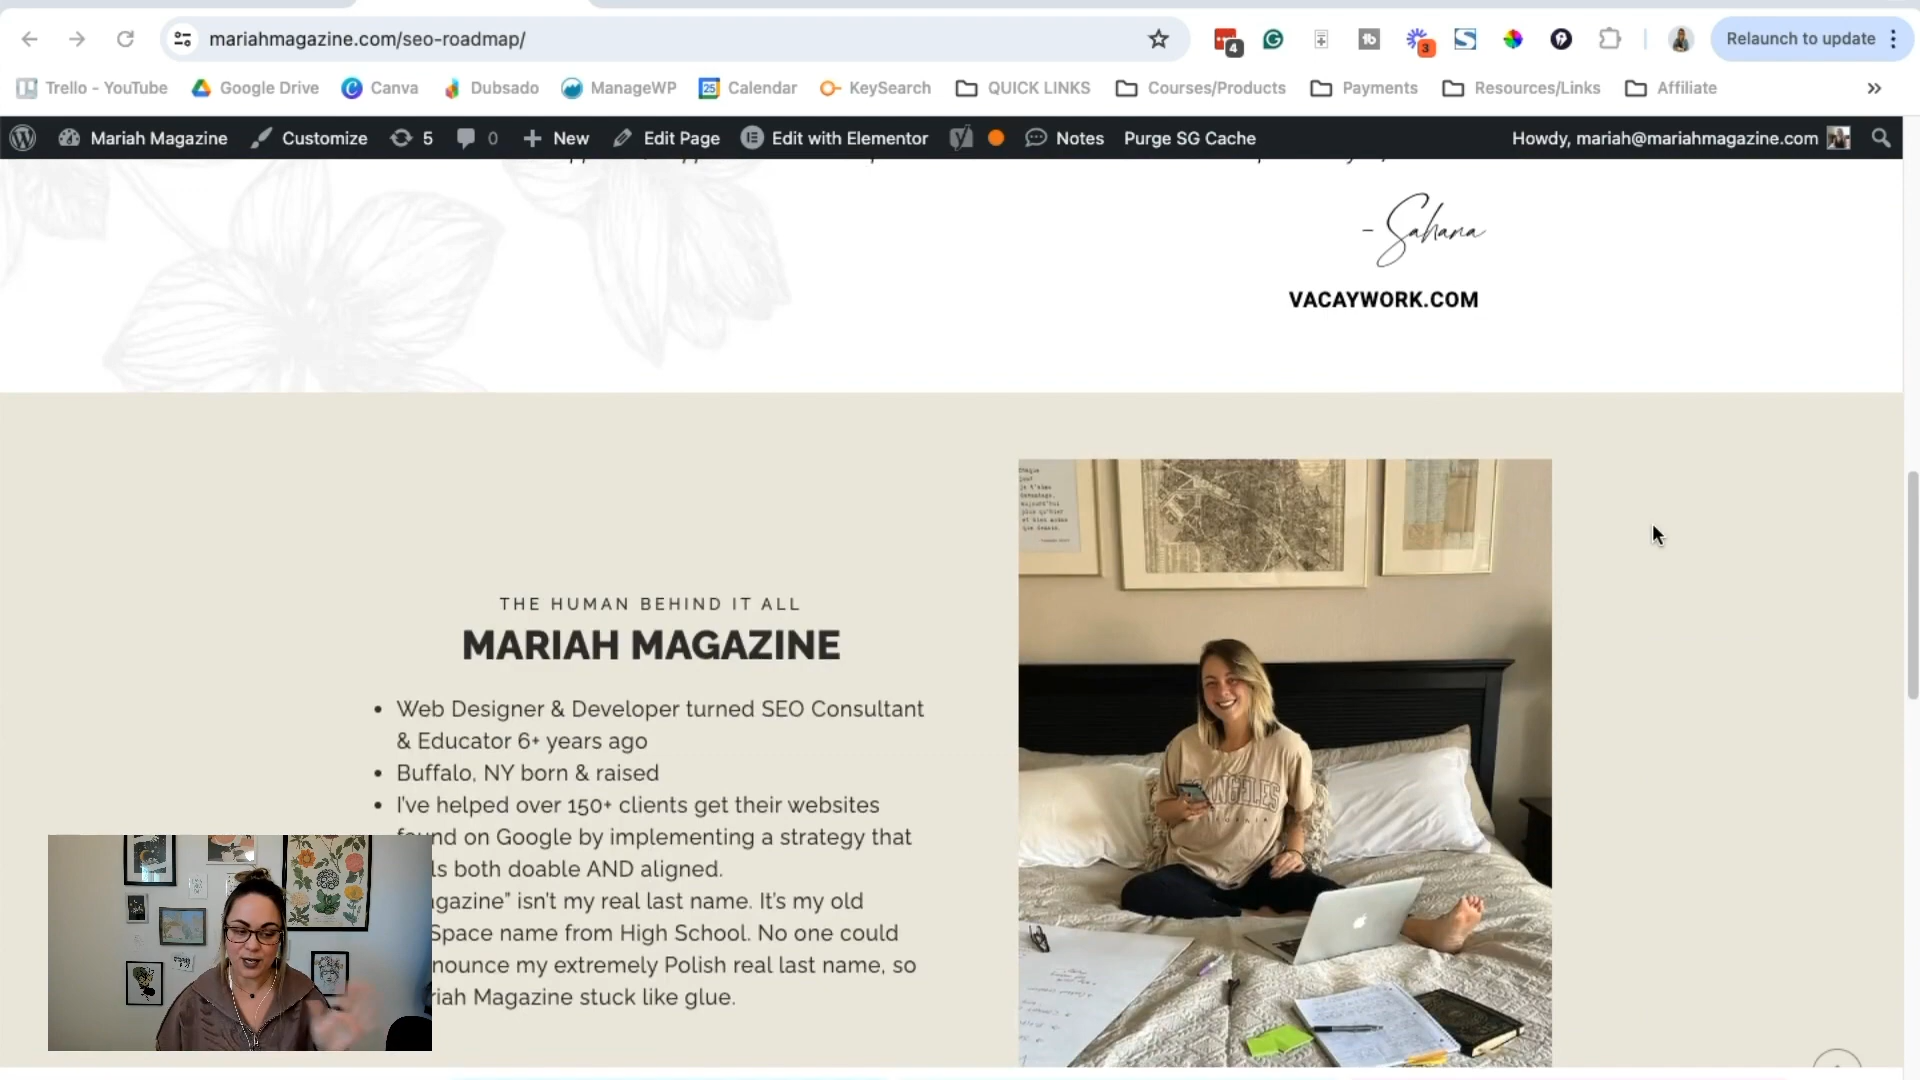 mariahmagazine.com/seo-roadmap/
4
3
Relaunch to update
Trello - YouTube
Google Drive
Canva
Dubsado
ManageWP
25
Calendar
KeySearch
QUICK LINKS
Courses/Products
Payments
Resources/Links
Affiliate
Mariah Magazine
Customize
5
0
New
Edit Page
Edit with Elementor
Notes
Purge SG Cache
Howdy, mariah@mariahmagazine.com
- Sahana
VACAYWORK.COM
THE HUMAN BEHIND IT ALL
MARIAH MAGAZINE
• Web Designer & Developer turned SEO Consultant
& Educator 6+ years ago
• Buffalo, NY born & raised
• I've helped over 150+ clients get their websites
nd on Google by implementing a strategy that
ls both doable AND aligned.
gazine" isn't my real last name. It's my old
Space name from High School. No one could
nounce my extremely Polish real last name, so
riah Magazine stuck like glue.